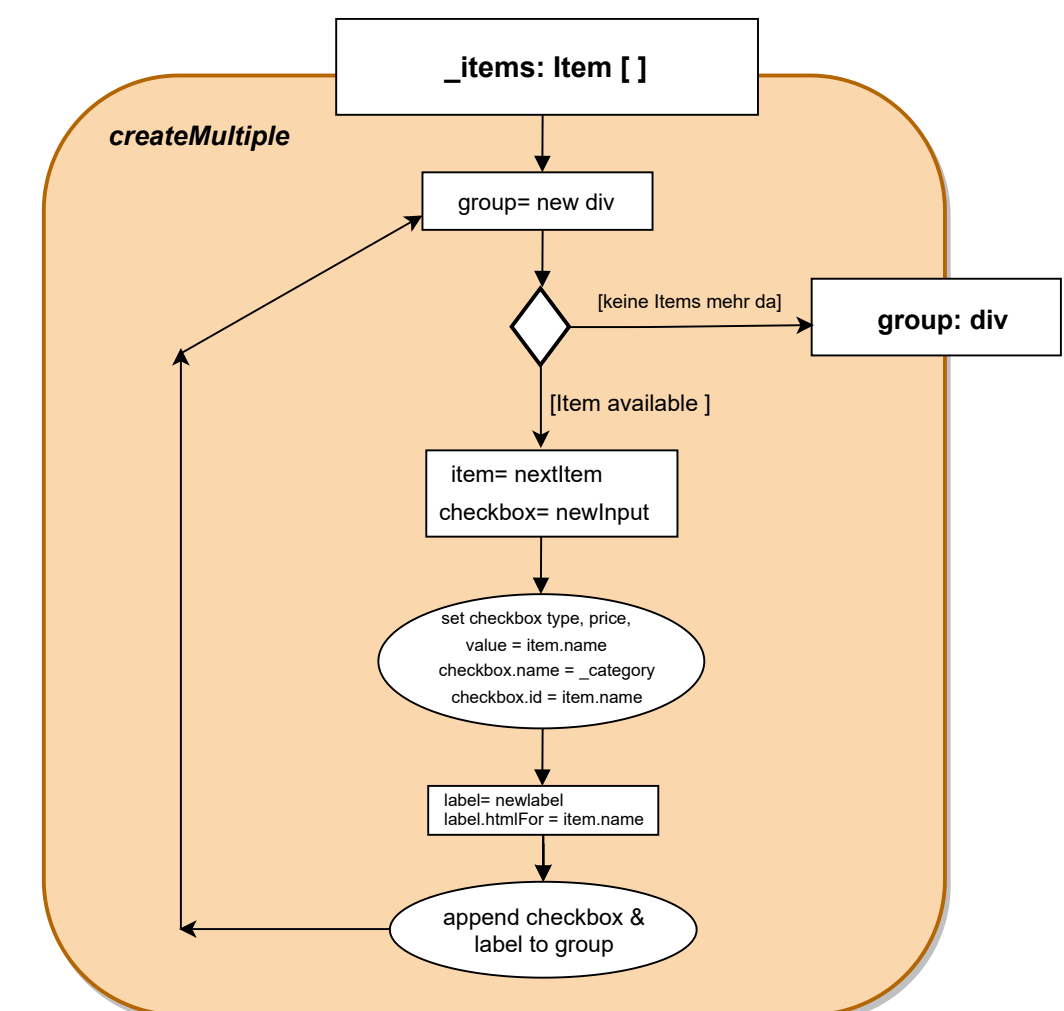 _items: Item [ ]
createMultiple
group= new div
[keine Items mehr da]
group: div
[Item available ]
item= nextItem
checkbox= newInput
set checkbox type, price,
value = item.name
checkbox.name = _category
checkbox.id = item.name
label= newlabel
label.htmlFor = item.name
append checkbox &
label to group